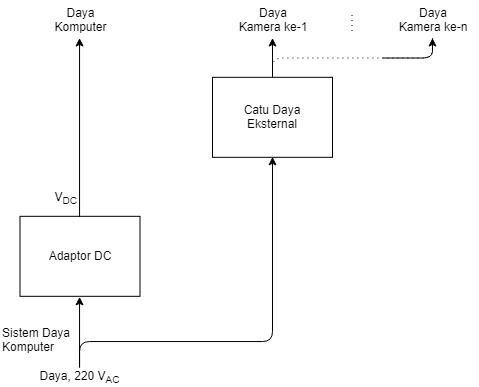 Daya
Komputer
Daya
Kamera ke-1
Daya
Kamera ke-n
Catu Daya
Eksternal
VDC
Adaptor DC
Sistem Daya
Komputer
Daya, 220 VAC